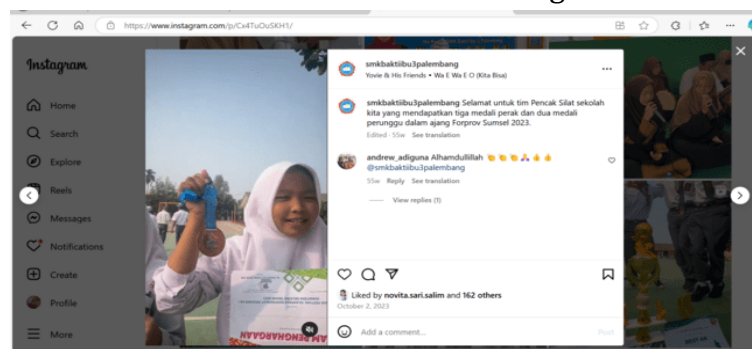 https://www.instagram.com/p/Cx4TuOuSKH1/
Instagram
Home
Search
Explore
Reels
Messages
Notifications
Create
Profile
More
smkbaktiibu3palembang
Yovie & His Friends • Wa E Wa E O (Kita Bisa)
smkbaktiibu3palembang Selamat untuk tim Pencak Silat sekolah
kita yang mendapatkan tiga medali perak dan dua medali
perunggu dalam ajang Forprov Sumsel 2023.
Edited · 55w See translation
andrew_adiguna Alhamdullillah 👏👏👏🙏👍👍
@smkbaktiibu3palembang
55w Reply See translation
View replies (1)
Liked by novita.sari.salim and 162 others
October 2, 2023
Add a comment...
Post